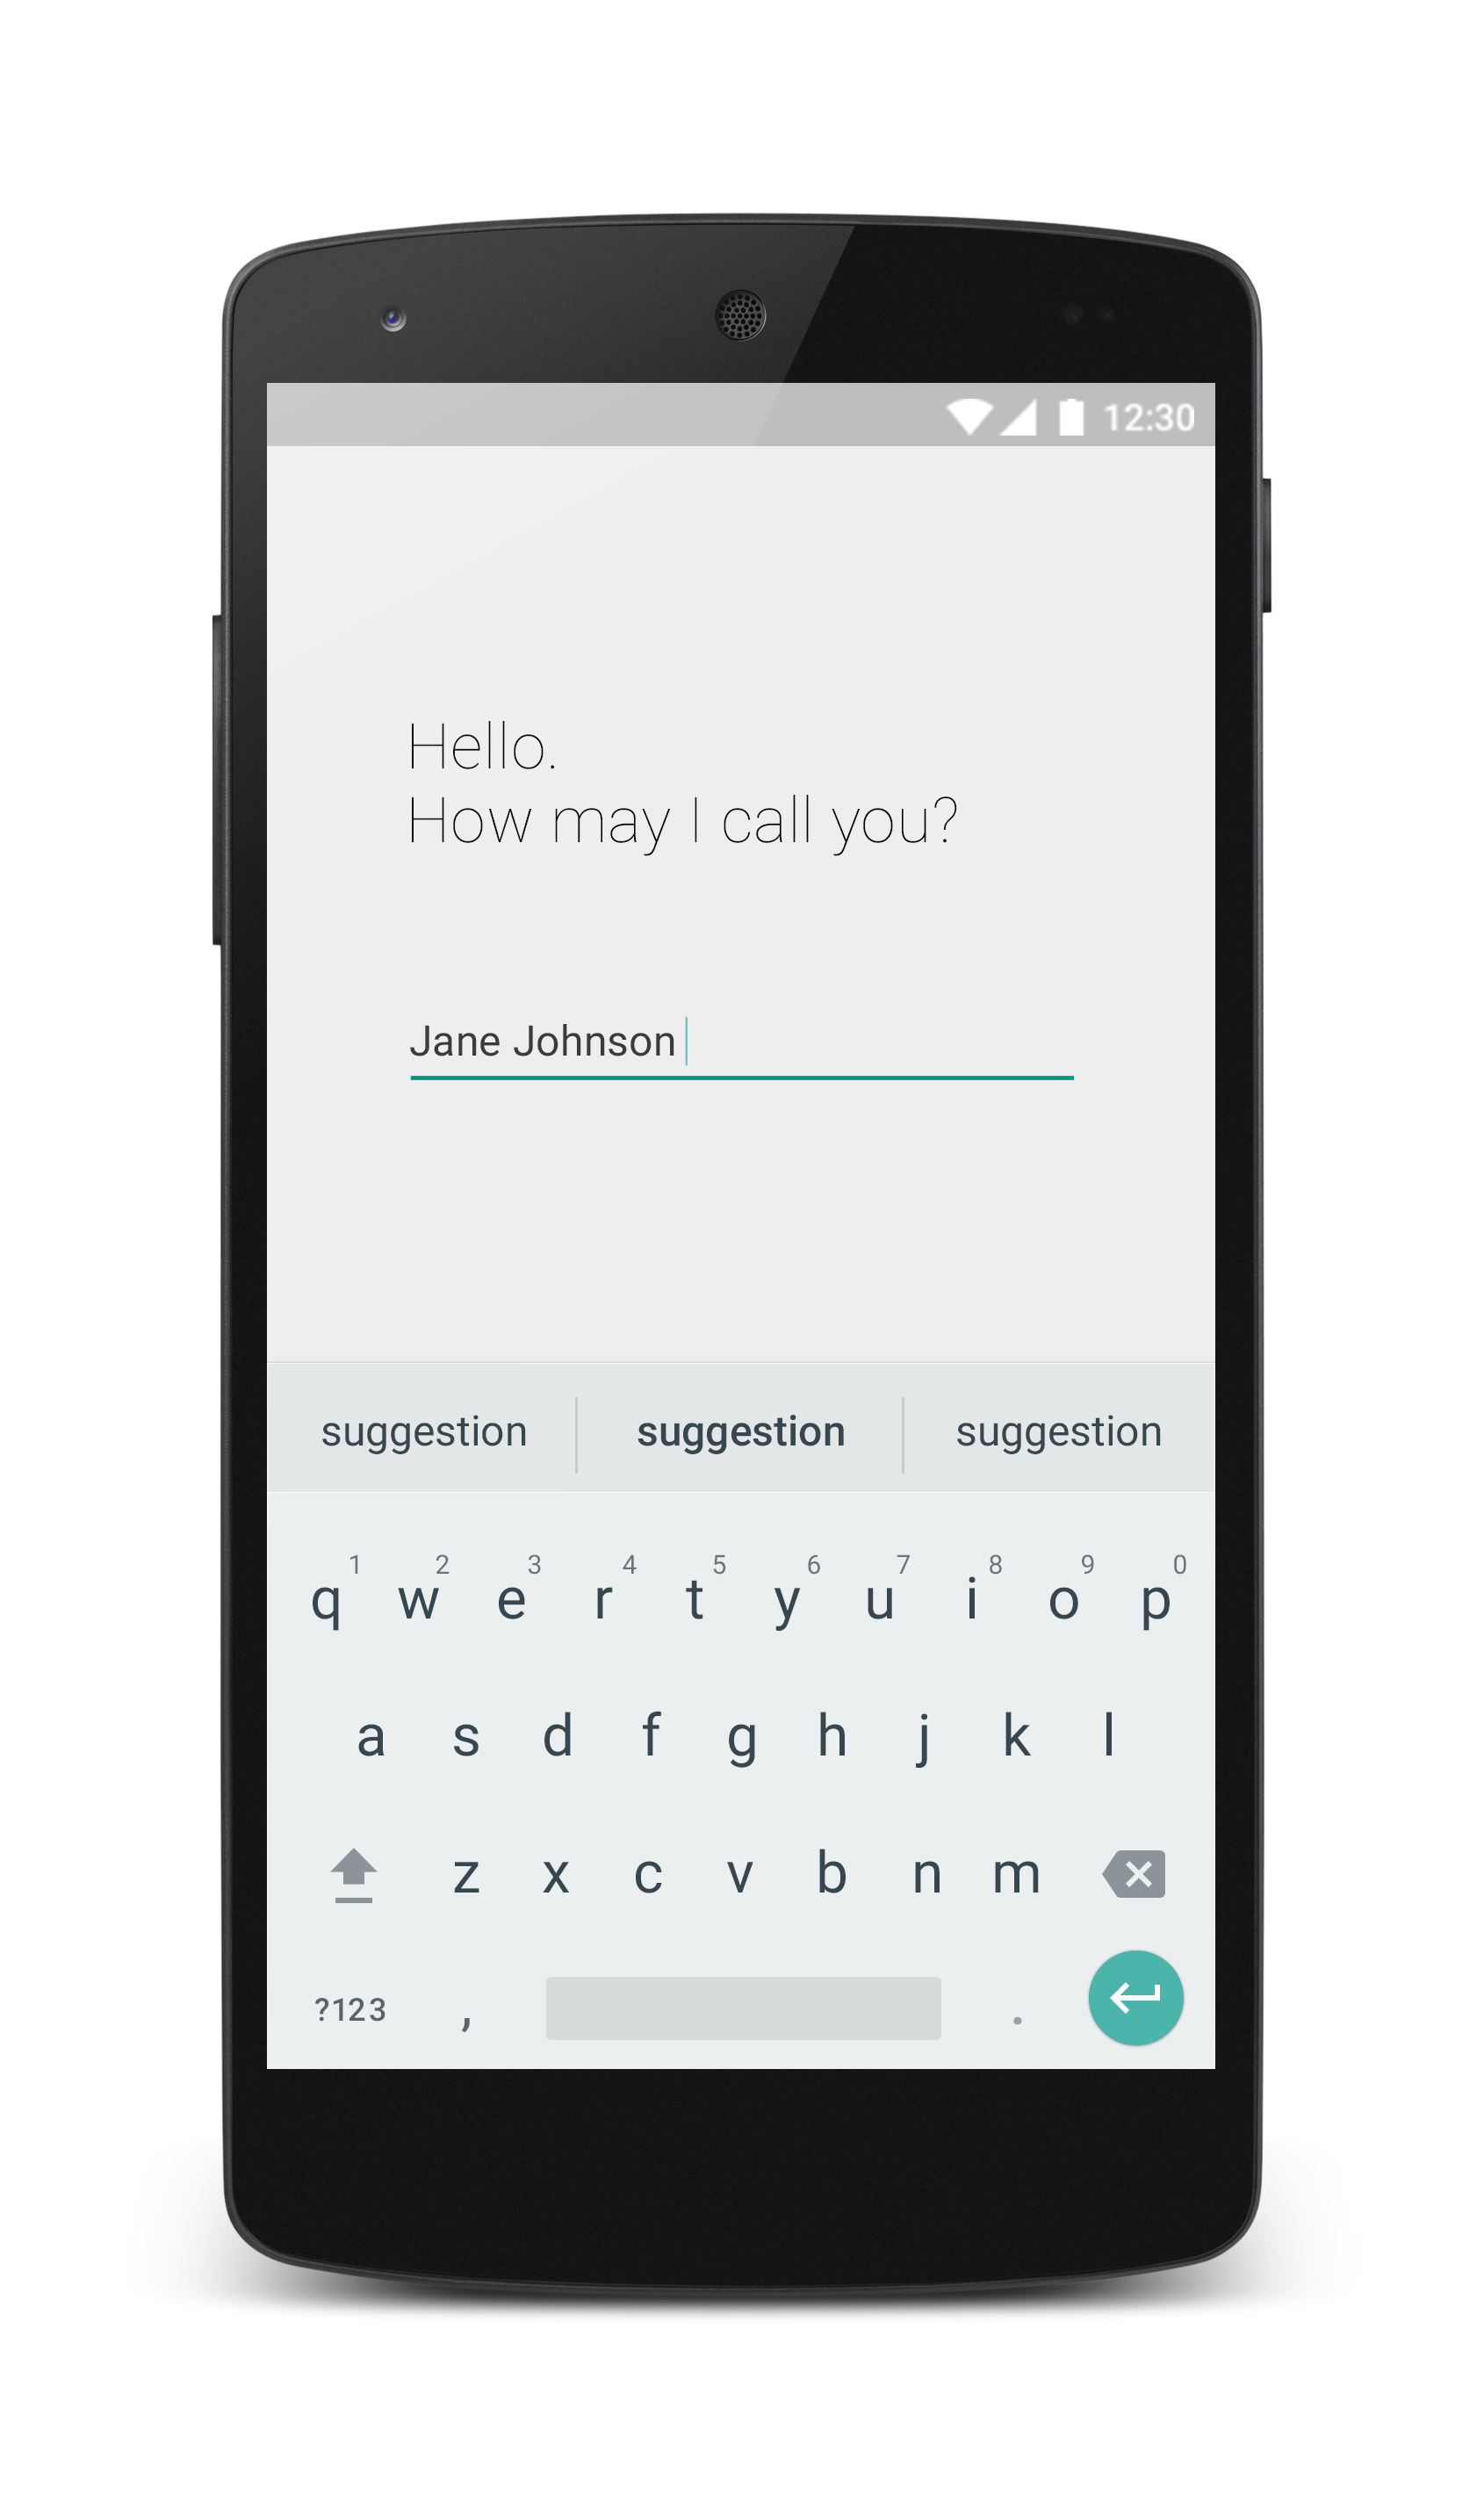 12:30
Hello.
How may I call you?
Jane Johnson
suggestion suggestion suggestion
1 2 3 4 5 6 7 8 9 0
q w e r t y u i o p
a s d f g h j k l
z x c v b n m
?123 , .